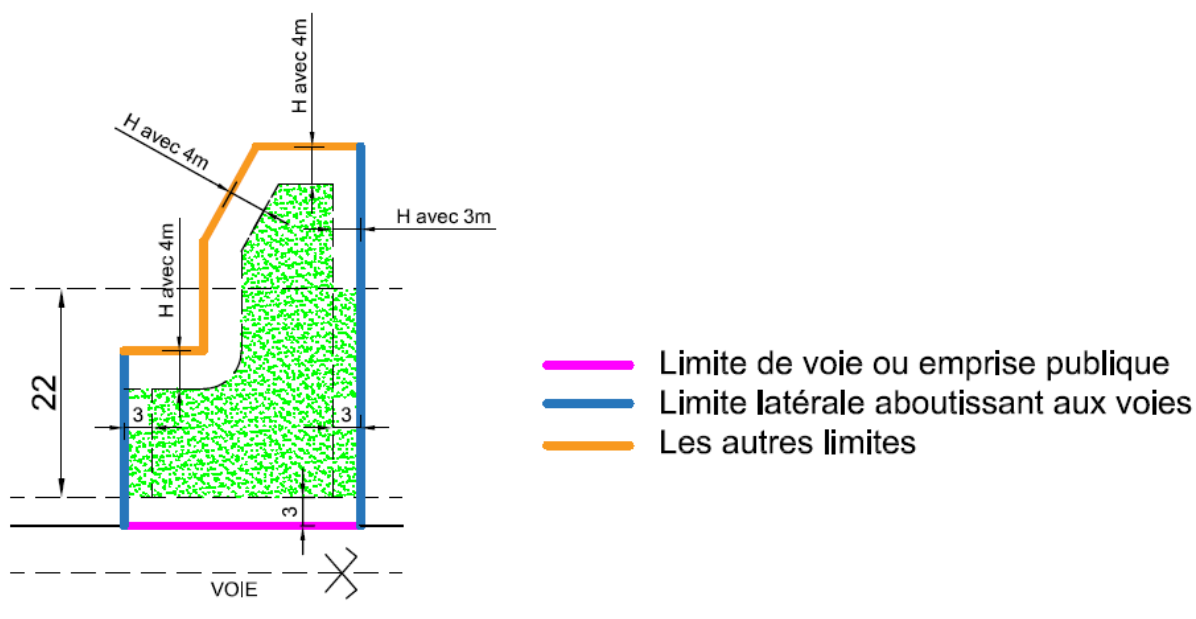 H avec 4m
H avec 4m
H avec 3m
H avec 4m
22
3
3
3
VOIE
Limite de voie ou emprise publique
Limite latérale aboutissant aux voies
Les autres limites